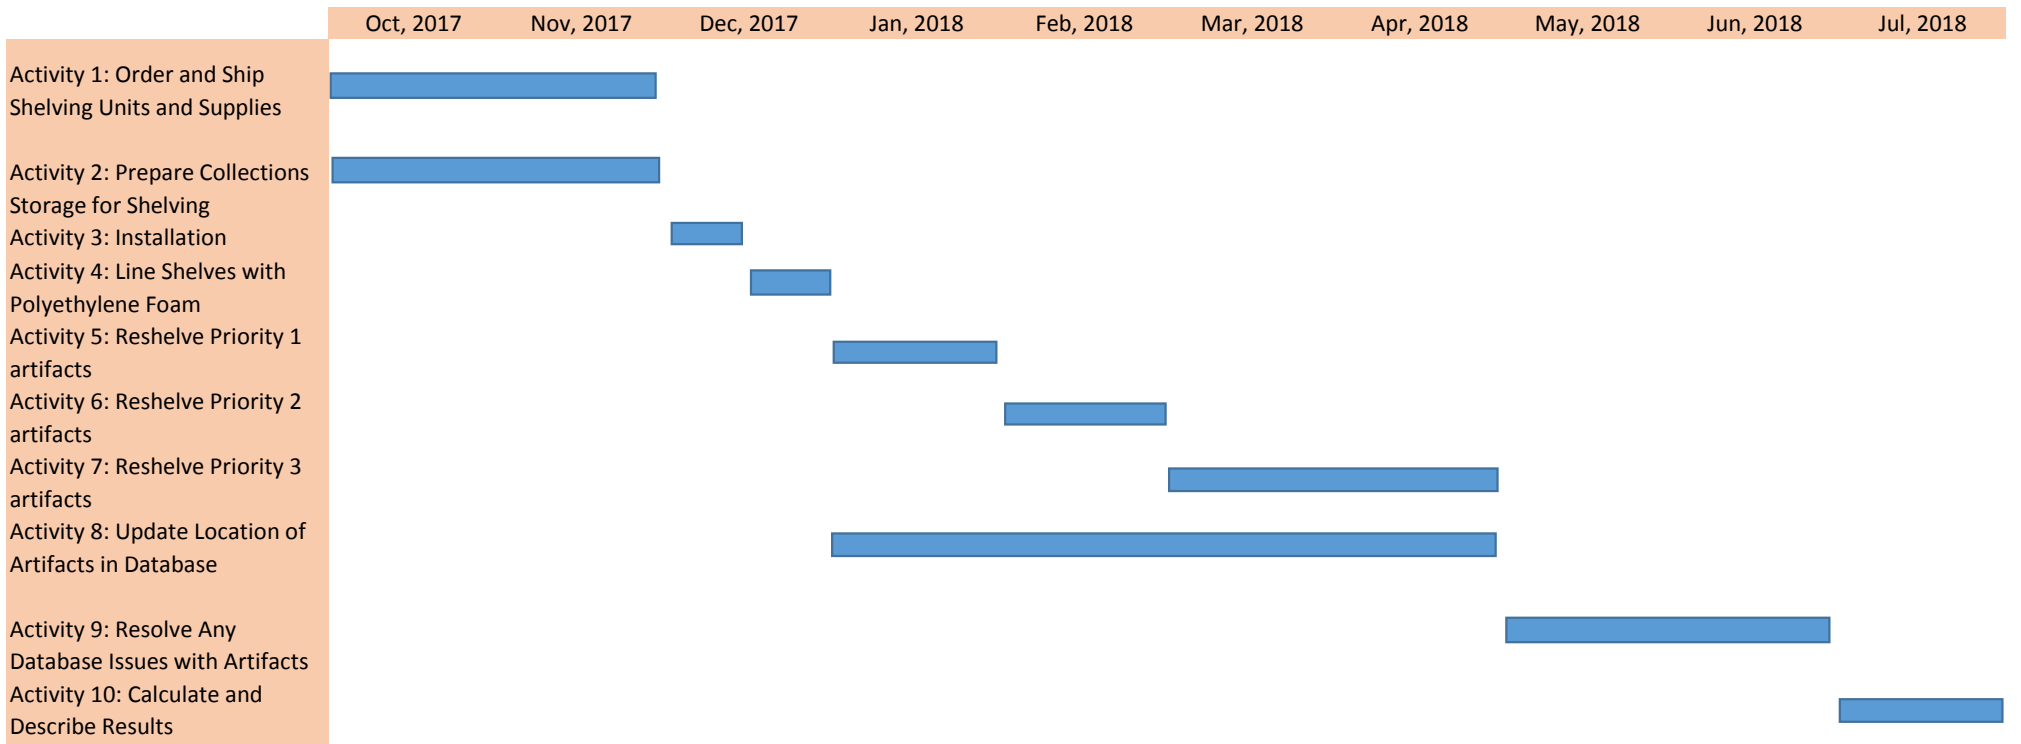 Oct, 2017 Nov, 2017 Dec, 2017 Jan, 2018 Feb, 2018 Mar, 2018 Apr, 2018 May, 2018 Jun, 2018 Jul, 2018
Activity 1: Order and Ship
Shelving Units and Supplies
Activity 2: Prepare Collections
Storage for Shelving
Activity 3: Installation
Activity 4: Line Shelves with
Polyethylene Foam
Activity 5: Reshelve Priority 1
artifacts
Activity 6: Reshelve Priority 2
artifacts
Activity 7: Reshelve Priority 3
artifacts
Activity 8: Update Location of
Artifacts in Database
Activity 9: Resolve Any
Database Issues with Artifacts
Activity 10: Calculate and
Describe Results